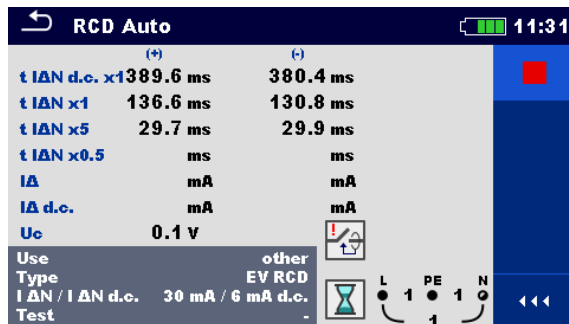 RCD Auto 11:31
(+) (-)
t IΔN d.c. x1 389.6 ms 380.4 ms
t IΔN x1 136.6 ms 130.8 ms
t IΔN x5 29.7 ms 29.9 ms
t IΔN x0.5 ms ms
IΔ mA mA
IΔ d.c. mA mA
Uc 0.1 V
Use other
Type EV RCD
I ΔN / I ΔN d.c. 30 mA / 6 mA d.c.
Test -
L PE N
1 1
1